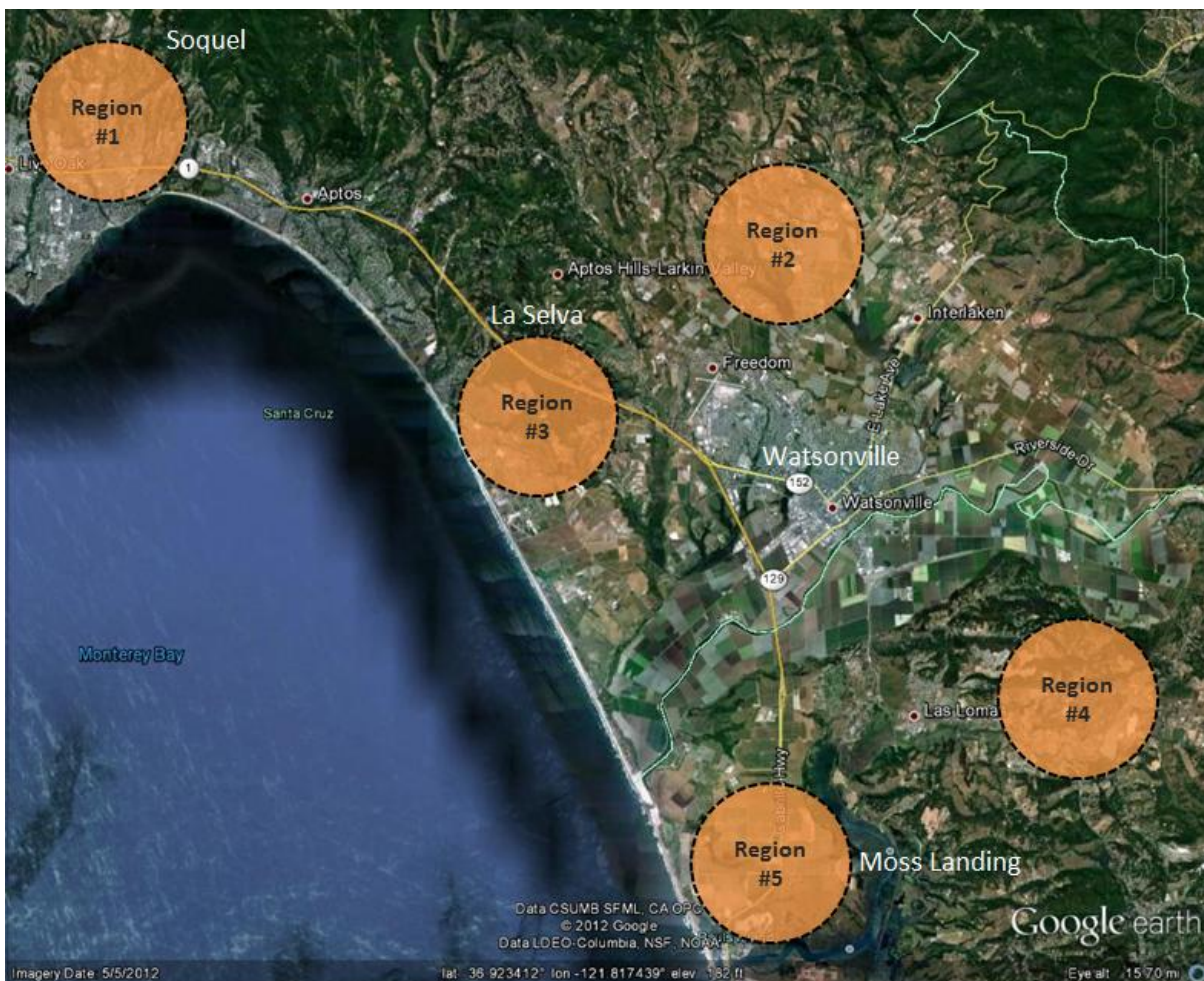 Soquel
Region
#1
Aptos
1
Region
#2
Aptos Hills-Larkin Valley
La Selva
Interlaken
Freedom
Region
#3
Santa Cruz
E Lake Ave
Watsonville
Riverside Dr
152
Watsonville
129
Monterey Bay
Region
#4
Las Loma
Hwy
Region
#5
Moss Landing
Data CSUMB SFML, CA OPC
© 2012 Google
Data LDEO-Columbia, NSF, NOAA
Google earth
Imagery Date: 5/5/2012
lat 36.923412° lon -121.817439° elev 182 ft
Eye alt 15.70 mi